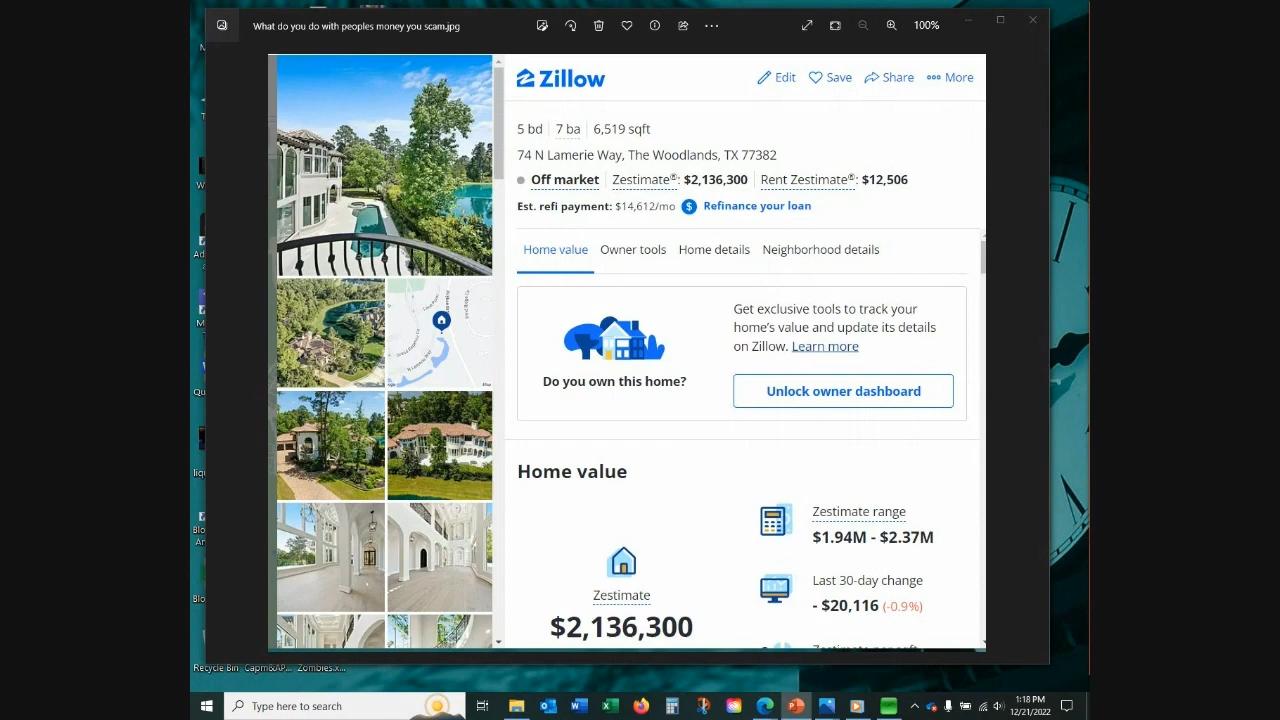 What do you do with peoples money you scam.jpg
100%
Zillow
Edit
Save
Share
More
5 bd
7 ba
6,519 sqft
74 N Lamerie Way, The Woodlands, TX 77382
Off market
Zestimate®: $2,136,300
Rent Zestimate®: $12,506
Est. refi payment: $14,612/mo
$ Refinance your loan
Home value
Owner tools
Home details
Neighborhood details
Get exclusive tools to track your
home's value and update its details
on Zillow. Learn more
Do you own this home?
Unlock owner dashboard
Home value
Zestimate range
$1.94M - $2.37M
Last 30-day change
- $20,116 (-0.9%)
Zestimate
$2,136,300
Recycle Bin
Zombies.x...
Type here to search
1:18 PM
12/21/2022